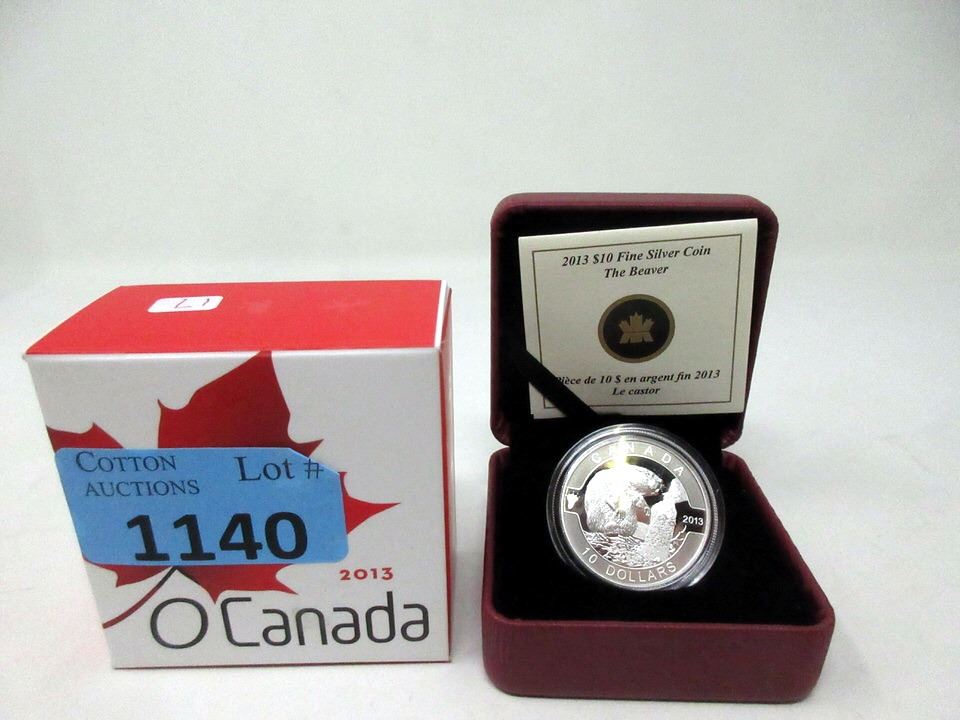 L1
COTTON
AUCTIONS
Lot #
1140
2013
O Canada
2013 $10 Fine Silver Coin
The Beaver
Pièce de 10 $ en argent fin 2013
Le castor
CANADA
2013
10 DOLLARS